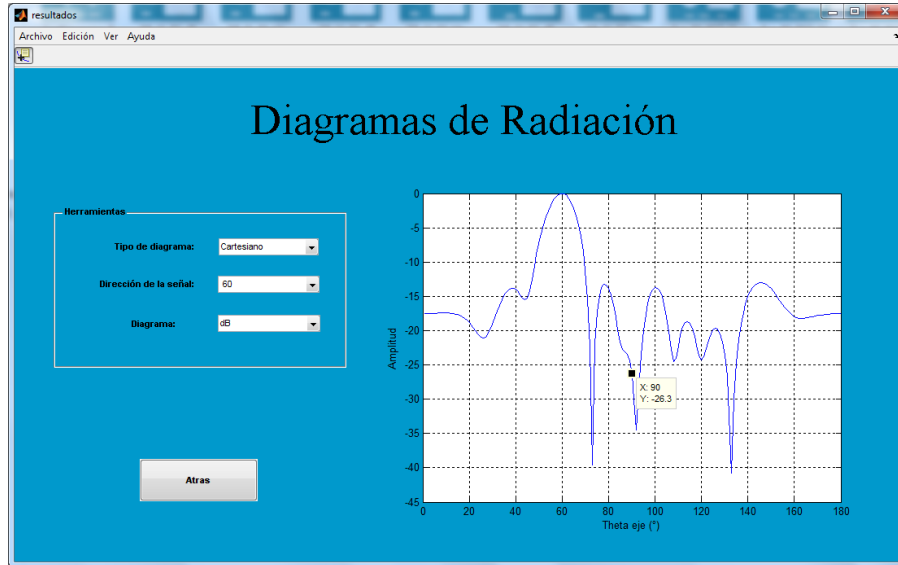 resultados
Archivo Edición Ver Ayuda
Diagramas de Radiación
Herramientas
Tipo de diagrama: Cartesiano
Dirección de la señal: 60
Diagrama: dB
Atras
Amplitud
0
-5
-10
-15
-20
-25
-30
-35
-40
-45
X: 90
Y: -26.3
0 20 40 60 80 100 120 140 160 180
Theta eje (°)